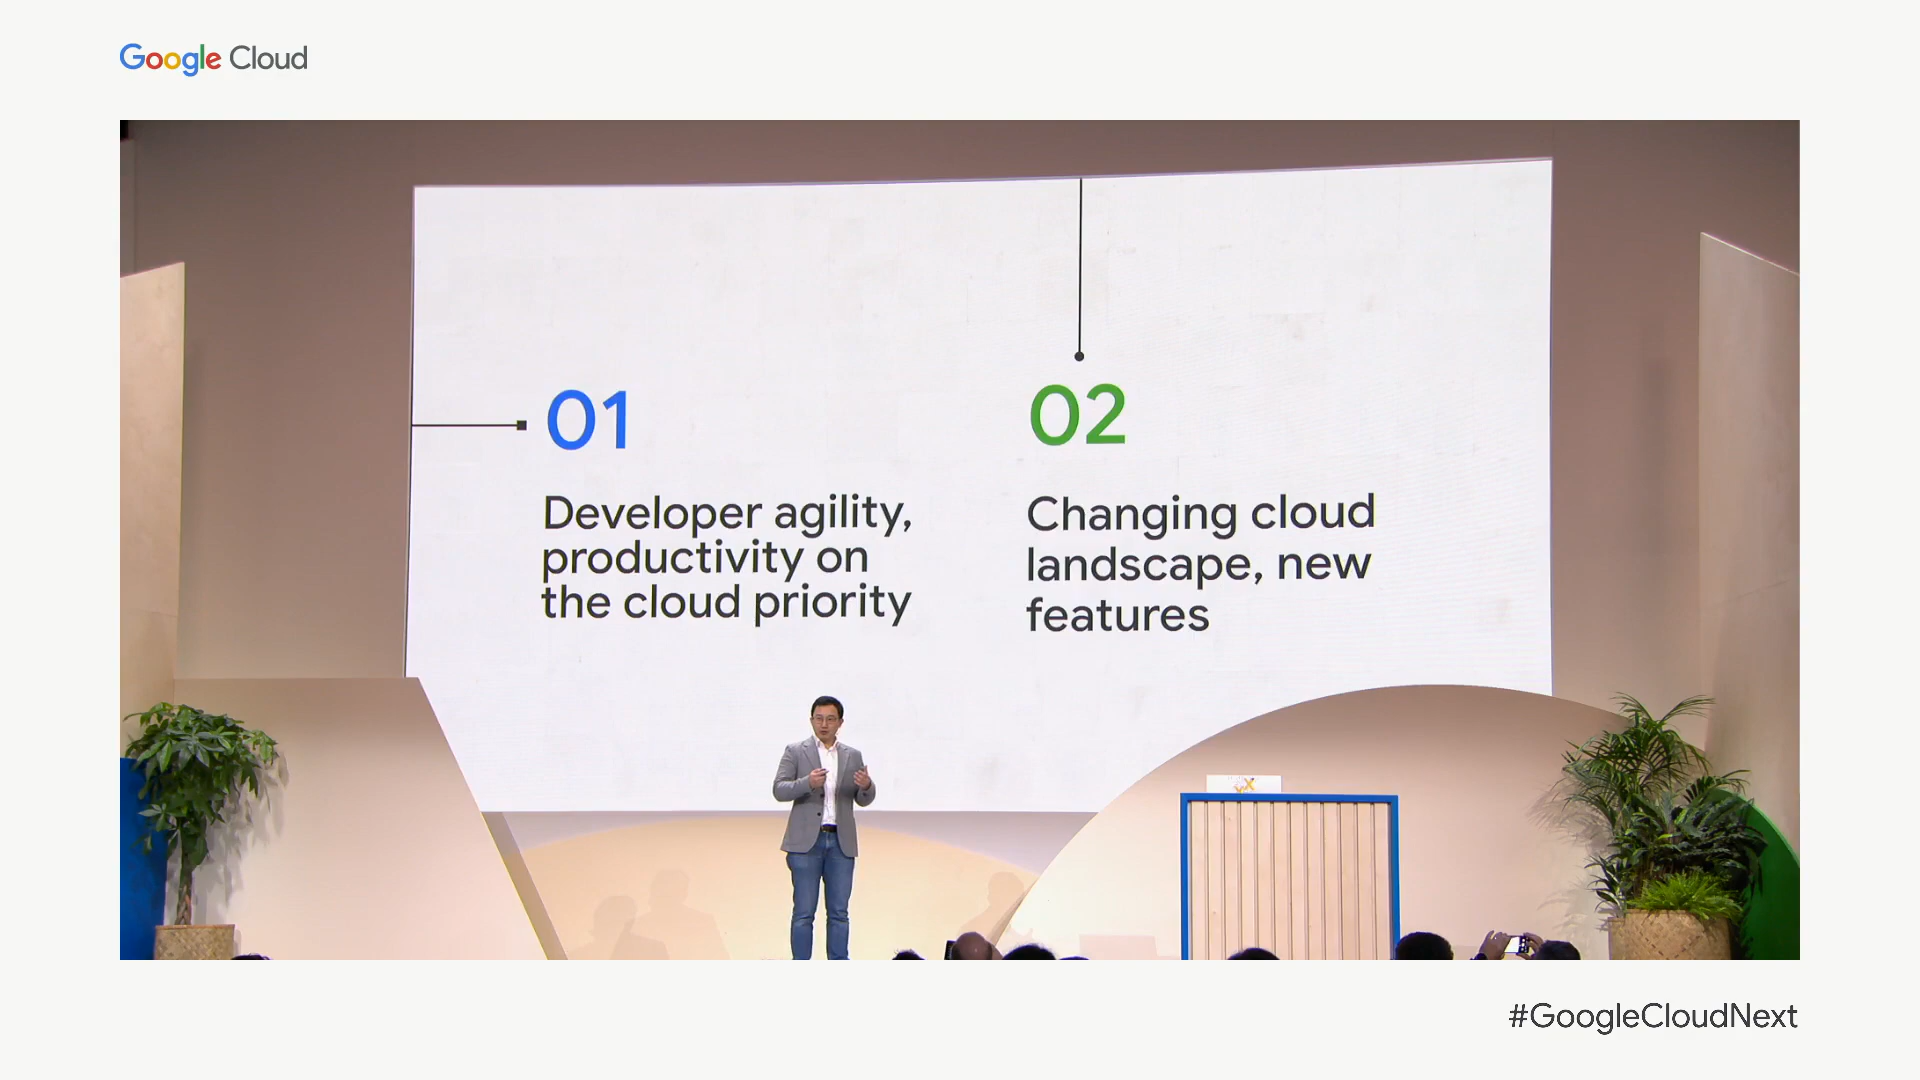 Google Cloud
01
Developer agility,
productivity on
the cloud priority
02
Changing cloud
landscape, new
features
#GoogleCloudNext